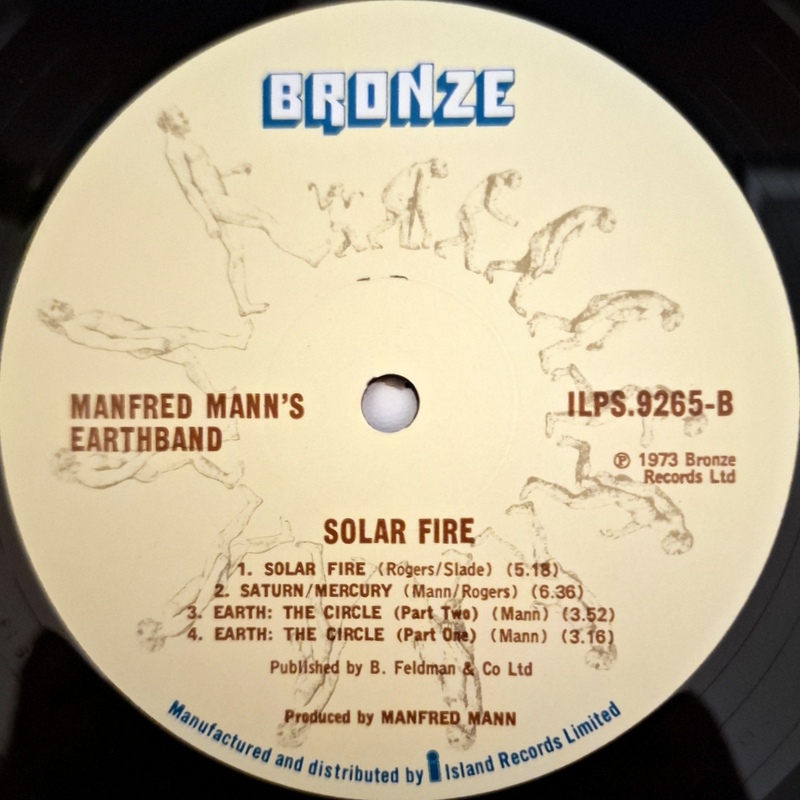 BRONZE
MANFRED MANN'S
EARTHBAND
ILPS.9265-B
℗ 1973 Bronze
Records Ltd
SOLAR FIRE
1. SOLAR FIRE (Rogers/Slade) (5.18)
2. SATURN/MERCURY (Mann/Rogers) (6.36)
3. EARTH: THE CIRCLE (Part Two) (Mann) (3.52)
4. EARTH: THE CIRCLE (Part One) (Mann) (3.16)
Published by B. Feldman & Co Ltd
Produced by MANFRED MANN
Manufactured and distributed by i Island Records Limited